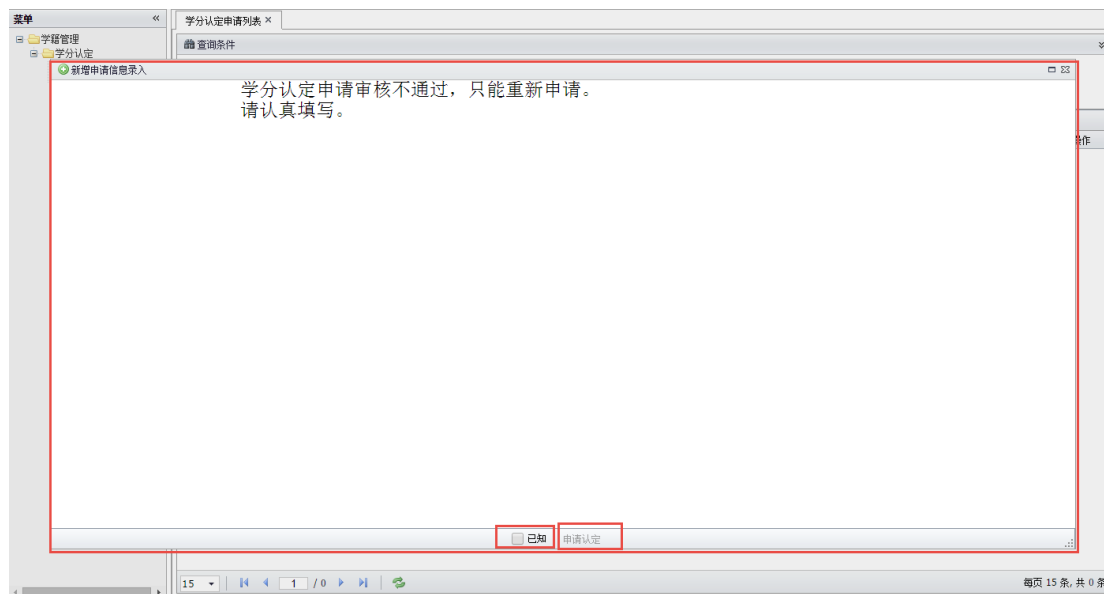 菜单 «
学分认定申请列表 ×
学籍管理
学分认定
查询条件
新增申请信息录入
学分认定申请审核不通过，只能重新申请。
请认真填写。
操作
已知
申请认定
15
1 / 0
每页 15 条, 共 0 条